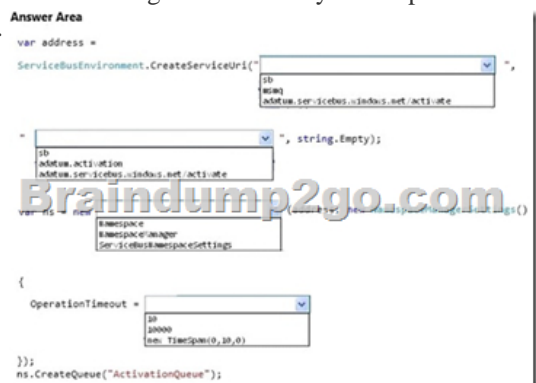 Answer Area
var address =
ServiceBusEnvironment.CreateServiceUri("
",
sb
msmq
adatum.servicebus.windows.net/activate
"
", string.Empty);
sb
adatum.activation
adatum.servicebus.windows.net/activate
Braindump2go.com
var ns = new
Namespace
NamespaceManager
ServiceBusNamespaceSettings
{
OperationTimeout =
10
10000
new TimeSpan(0,10,0)
});
ns.CreateQueue("ActivationQueue");